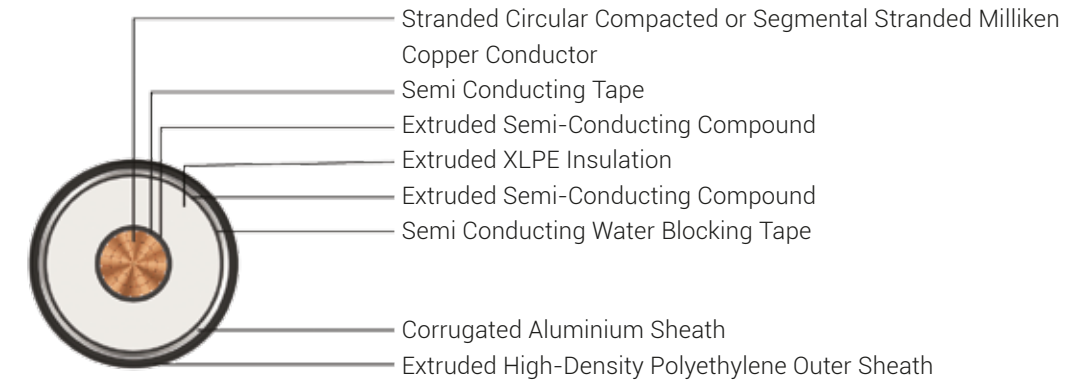 Stranded Circular Compacted or Segmental Stranded Milliken
Copper Conductor
Semi Conducting Tape
Extruded Semi-Conducting Compound
Extruded XLPE Insulation
Extruded Semi-Conducting Compound
Semi Conducting Water Blocking Tape
Corrugated Aluminium Sheath
Extruded High-Density Polyethylene Outer Sheath